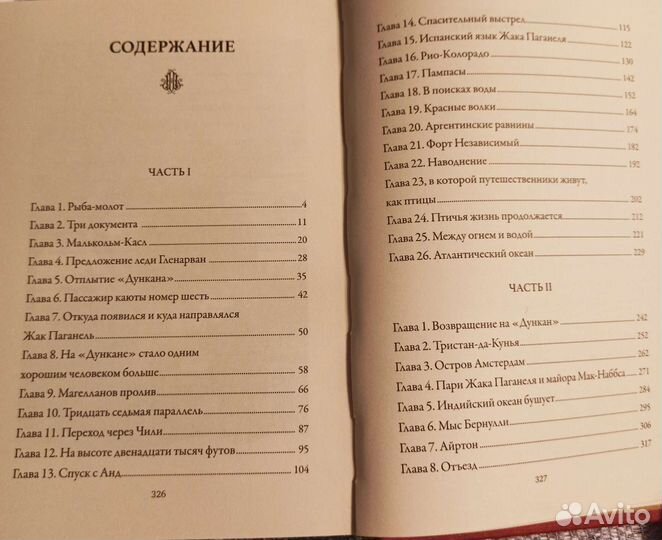 СОДЕРЖАНИЕ
ЧАСТЬ I
Глава 1. Рыба-молот 4
Глава 2. Три документа 11
Глава 3. Малькольм-Касл 20
Глава 4. Предложение леди Гленарван 28
Глава 5. Отплытие «Дункана» 35
Глава 6. Пассажир каюты номер шесть 42
Глава 7. Откуда появился и куда направлялся
Жак Паганель 50
Глава 8. На «Дункане» стало одним
хорошим человеком больше 58
Глава 9. Магелланов пролив 66
Глава 10. Тридцать седьмая параллель 76
Глава 11. Переход через Чили 87
Глава 12. На высоте двенадцати тысяч футов 95
Глава 13. Спуск с Анд 104
326
Глава 14. Спасительный выстрел 115
Глава 15. Испанский язык Жака Паганеля 122
Глава 16. Рио-Колорадо 130
Глава 17. Пампасы 142
Глава 18. В поисках воды 152
Глава 19. Красные волки 164
Глава 20. Аргентинские равнины 174
Глава 21. Форт Независимый 182
Глава 22. Наводнение 192
Глава 23, в которой путешественники живут,
как птицы 202
Глава 24. Птичья жизнь продолжается 212
Глава 25. Между огнем и водой 221
Глава 26. Атлантический океан 229
ЧАСТЬ II
Глава 1. Возвращение на «Дункан» 242
Глава 2. Тристан-да-Кунья 252
Глава 3. Остров Амстердам 262
Глава 4. Пари Жака Паганеля и майора Мак-Наббса 271
Глава 5. Индийский океан бушует 284
Глава 6. Мыс Бернулли 294
Глава 7. Айртон 306
Глава 8. Отъезд 317
327
Avito